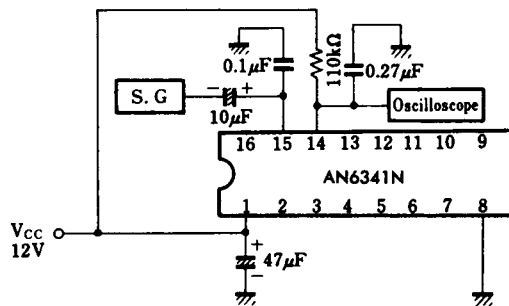 0.1μF
110kΩ
0.27μF
S. G
− +
10μF
Oscilloscope
16 15 14 13 12 11 10 9
AN6341N
1 2 3 4 5 6 7 8
VCC
12V
+
47μF
−